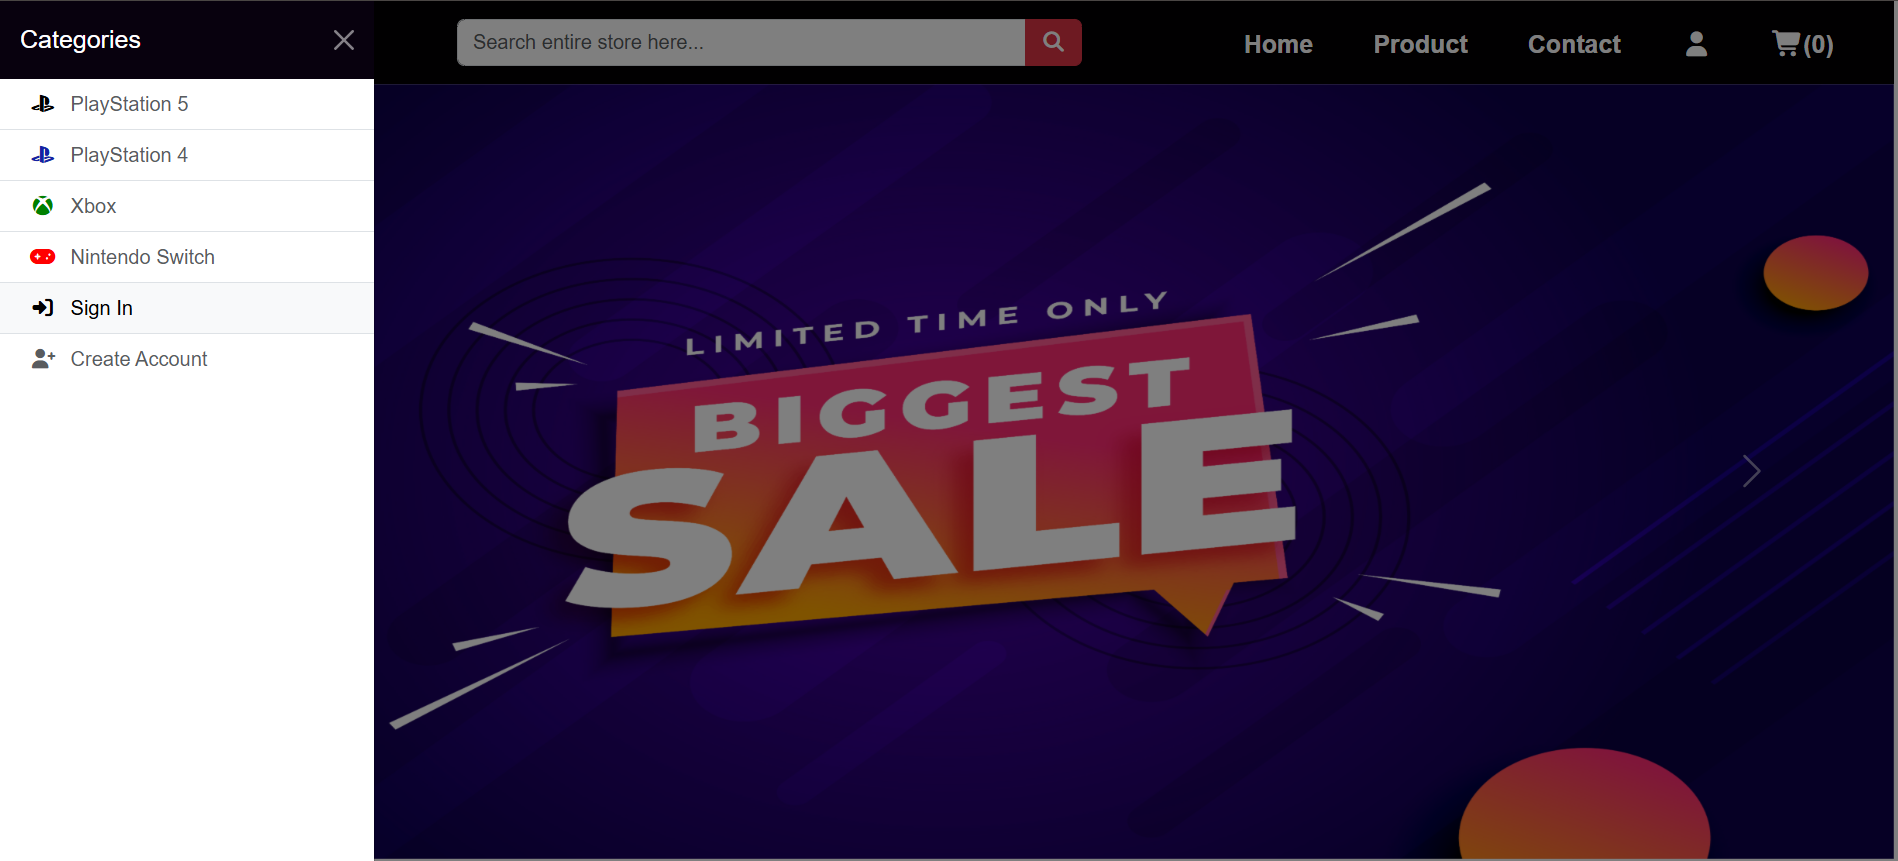 Categories
Search entire store here...
Home
Product
Contact
(0)
PlayStation 5
PlayStation 4
Xbox
Nintendo Switch
Sign In
Create Account
LIMITED TIME ONLY
BIGGEST
SALE